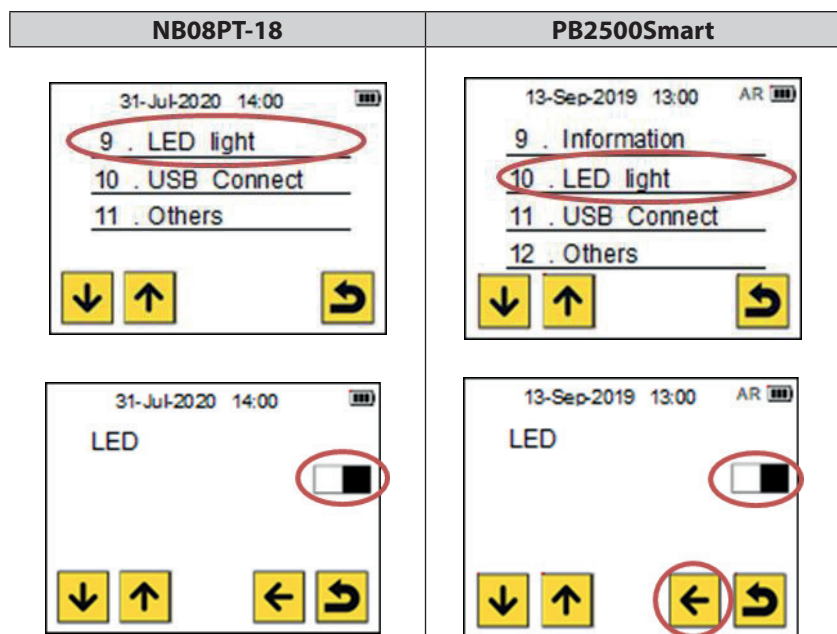 NB08PT-18
PB2500Smart
31-Jul-2020 14:00
9 . LED light
10 . USB Connect
11 . Others
13-Sep-2019 13:00 AR
9 . Information
10 . LED light
11 . USB Connect
12 . Others
31-Jul-2020 14:00
LED
13-Sep-2019 13:00 AR
LED